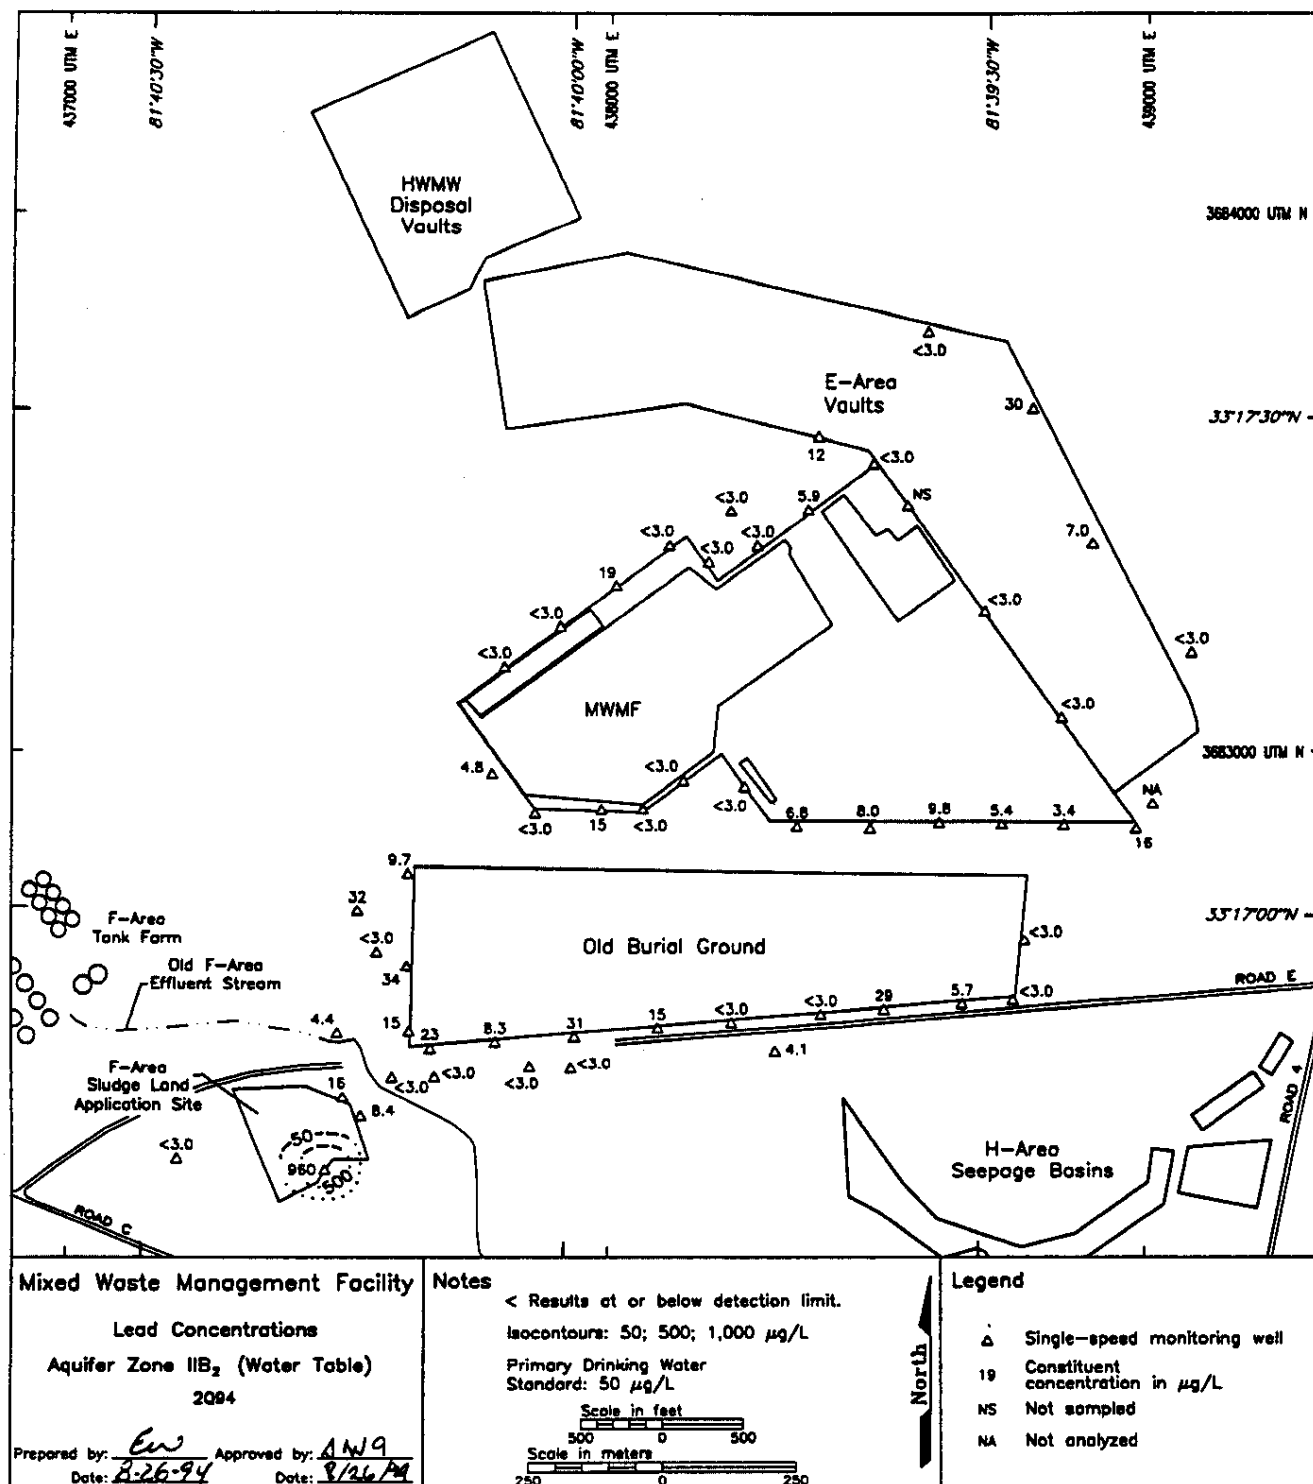 437000 UTM E
81°40'30"W
81°40'00"W
438000 UTM E
81°39'30"W
439000 UTM E
HWMW
Disposal
Vaults
3684000 UTM N
<3.0
E-Area
Vaults
30
33°17'30"N
12
<3.0
NS
<3.0
5.9
7.0
<3.0
<3.0
<3.0
19
<3.0
<3.0
<3.0
<3.0
<3.0
MWMF
<3.0
3683000 UTM N
4.8
<3.0
<3.0
NA
<3.0
15
<3.0
6.8
8.0
9.8
5.4
3.4
16
9.7
32
F-Area
Tank Farm
33°17'00"N
<3.0
Old Burial Ground
<3.0
34
Old F-Area
Effluent Stream
ROAD E
4.4
15
23
8.3
31
15
<3.0
<3.0
29
5.7
<3.0
4.1
F-Area
Sludge Land
Application Site
<3.0
<3.0
<3.0
<3.0
16
8.4
ROAD 4
<3.0
50
960
500
H-Area
Seepage Basins
ROAD C
Mixed Waste Management Facility
Lead Concentrations
Aquifer Zone IIB₂ (Water Table)
2Q94
Prepared by: EW Approved by:
Date: 8-26-94 Date: 8/26/94
Notes
< Results at or below detection limit.
Isocontours: 50; 500; 1,000 µg/L
Primary Drinking Water
Standard: 50 µg/L
Scale in feet
500 0 500
Scale in meters
250 0 250
North
Legend
Single-speed monitoring well
19 Constituent
concentration in µg/L
NS Not sampled
NA Not analyzed